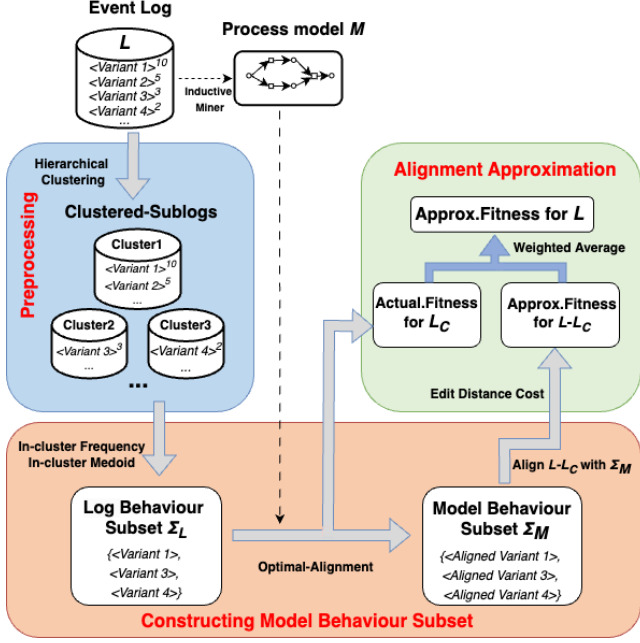 Event Log
L
<Variant 1>10
<Variant 2>5
<Variant 3>3
<Variant 4>2
...
Process model M
Inductive
Miner
Hierarchical
Clustering
Preprocessing
Clustered-Sublogs
Cluster1
<Variant 1>10
<Variant 2>5
...
Cluster2
<Variant 3>3
...
Cluster3
<Variant 4>2
...
...
Alignment Approximation
Approx.Fitness for L
Weighted Average
Actual.Fitness
for LC
Approx.Fitness
for L-LC
Edit Distance Cost
In-cluster Frequency
In-cluster Medoid
Align L-LC with ΣM
Log Behaviour
Subset ΣL
{<Variant 1>,
<Variant 3>,
<Variant 4>}
Optimal-Alignment
Model Behaviour
Subset ΣM
{<Aligned Variant 1>,
<Aligned Variant 3>,
<Aligned Variant 4>}
Constructing Model Behaviour Subset